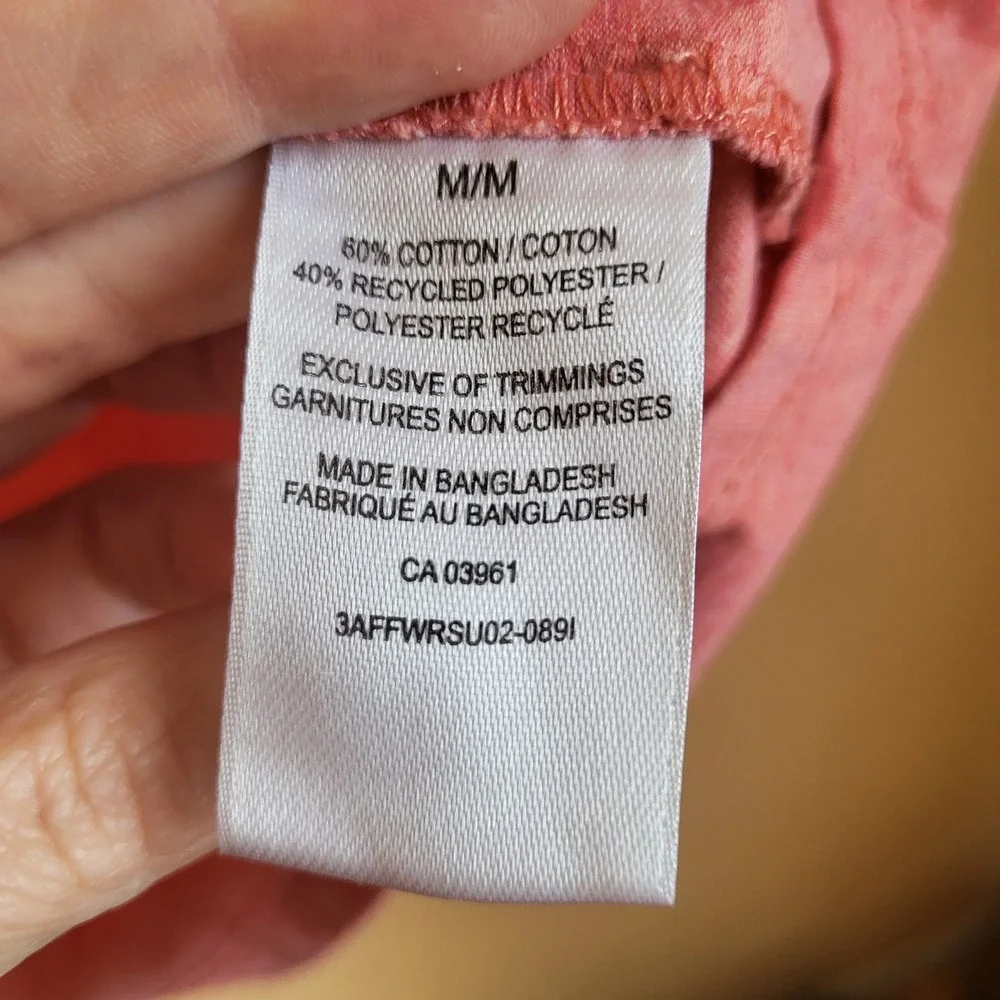 M/M
60% COTTON / COTON
40% RECYCLED POLYESTER /
POLYESTER RECYCLÉ
EXCLUSIVE OF TRIMMINGS
GARNITURES NON COMPRISES
MADE IN BANGLADESH
FABRIQUÉ AU BANGLADESH
CA 03961
3AFFWRSU02-089I